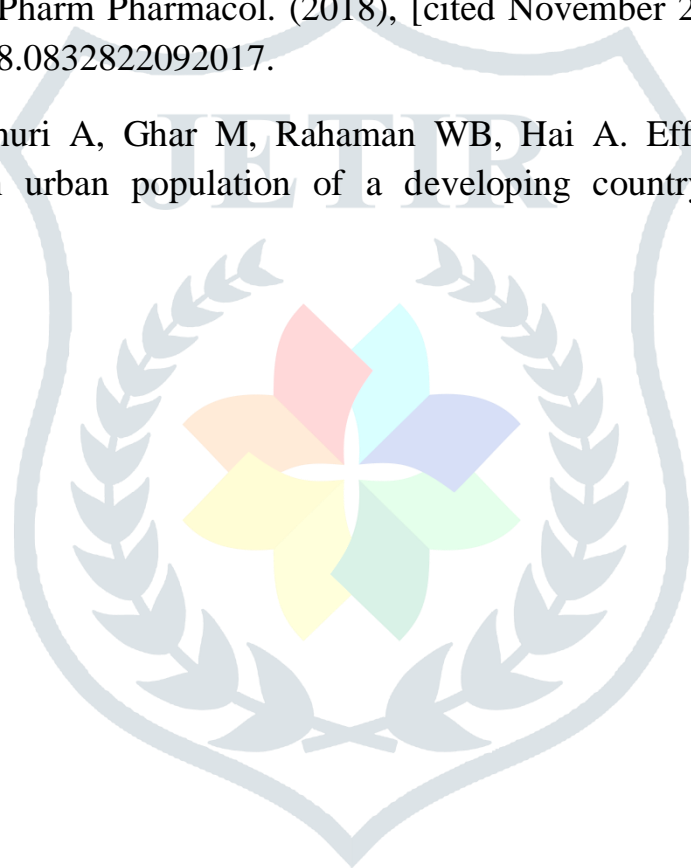 Pharm Pharmacol. (2018), [cited November 2
8.0832822092017.
huri A, Ghar M, Rahaman WB, Hai A. Eff
urban population of a developing country
JETIR